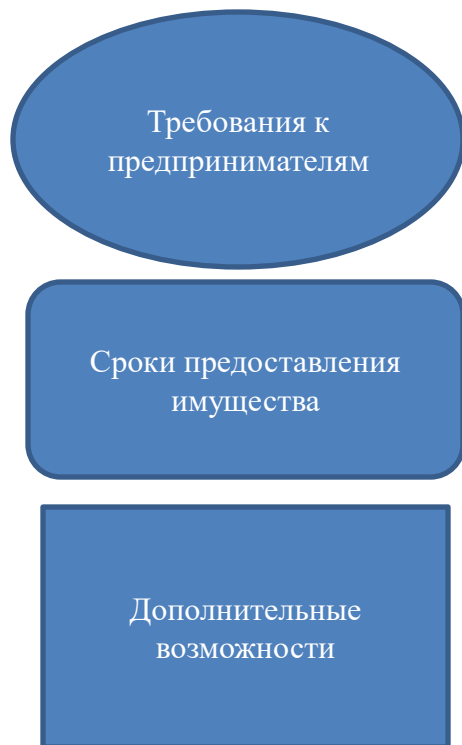 Требования к
предпринимателям
Сроки предоставления
имущества
Дополнительные
возможности